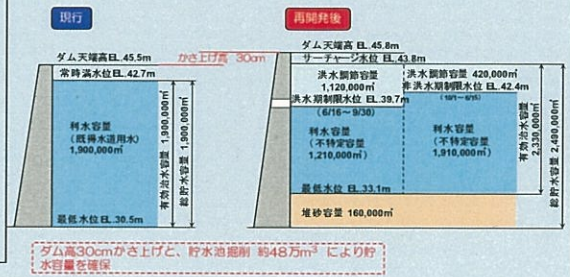 現行
再開発後
ダム天端高 EL.45.5m
常時満水位 EL.42.7m
利水容量
(既得水道用水)
1,900,000㎥
有効貯水容量 1,900,000㎥
総貯水容量 1,900,000㎥
最低水位 EL.30.5m
かさ上げ高 30cm
ダム天端高 EL.45.8m
サーチャージ水位 EL.43.8m
洪水調節容量
1,120,000㎥
洪水調節容量 420,000㎥
非洪水期制限水位 EL.42.4m
洪水期制限水位 EL.39.7m
(6/16～9/30)
利水容量
(不特定容量)
1,210,000㎥
利水容量
(不特定容量)
1,910,000㎥
有効貯水容量 2,330,000㎥
総貯水容量 2,490,000㎥
最低水位 EL.33.1m
堆砂容量 160,000㎥
ダム高30cmかさ上げと、貯水池掘削 約48万m³ により貯
水容量を確保